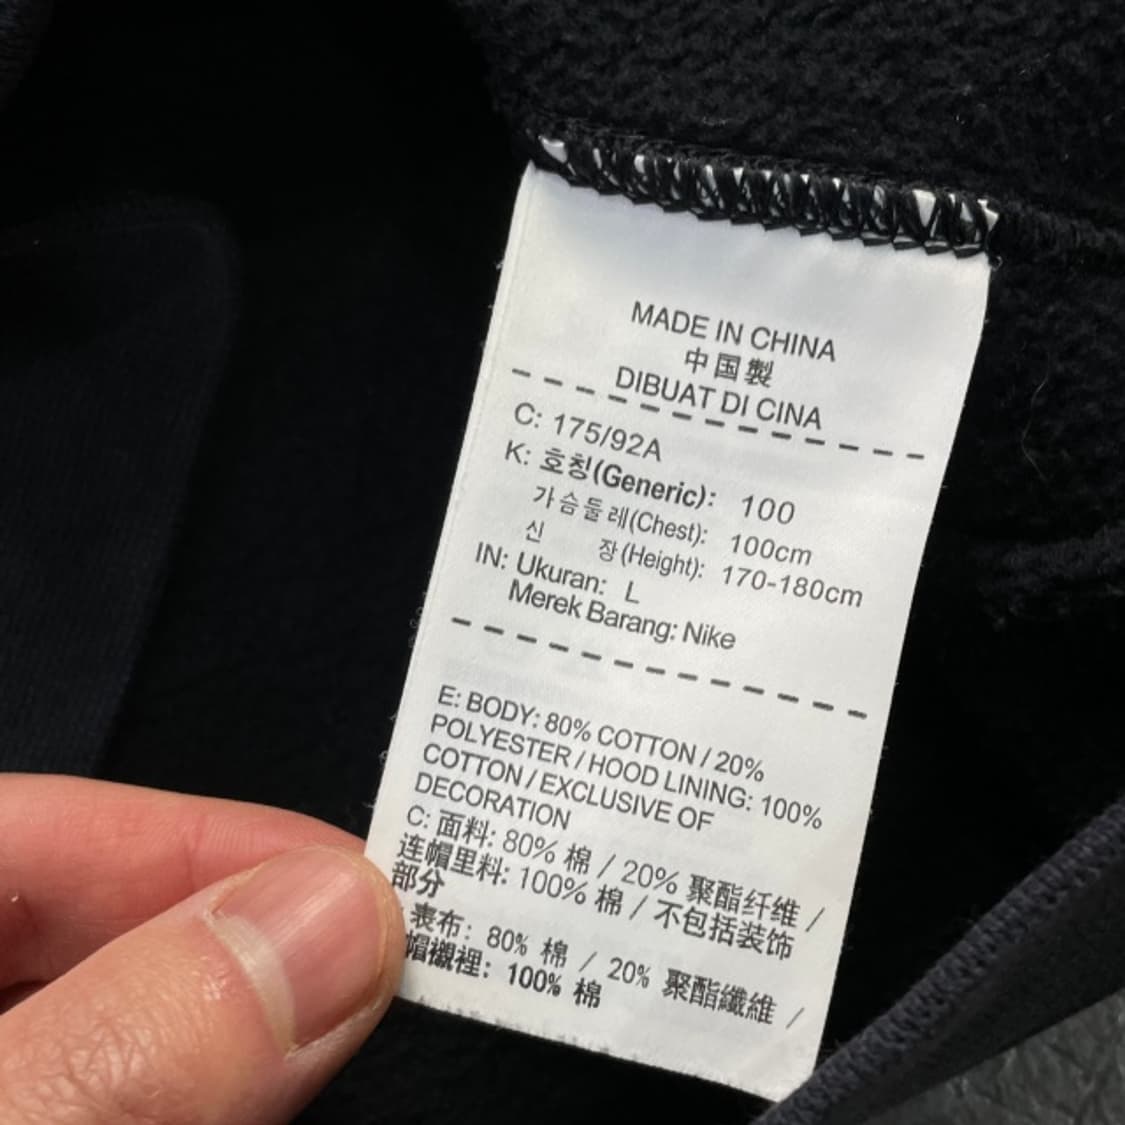 MADE IN CHINA
中国製
DIBUAT DI CINA
C: 175/92A
K: 호칭(Generic): 100
가슴둘레(Chest): 100cm
신 장(Height): 170-180cm
IN: Ukuran: L
Merek Barang: Nike
E: BODY: 80% COTTON / 20%
POLYESTER / HOOD LINING: 100%
COTTON / EXCLUSIVE OF
DECORATION
C: 面料: 80% 棉 / 20% 聚酯纤维 /
连帽里料: 100% 棉 / 不包括装饰
部分
表布: 80% 棉 / 20% 聚酯纖維 /
帽襯裡: 100% 棉